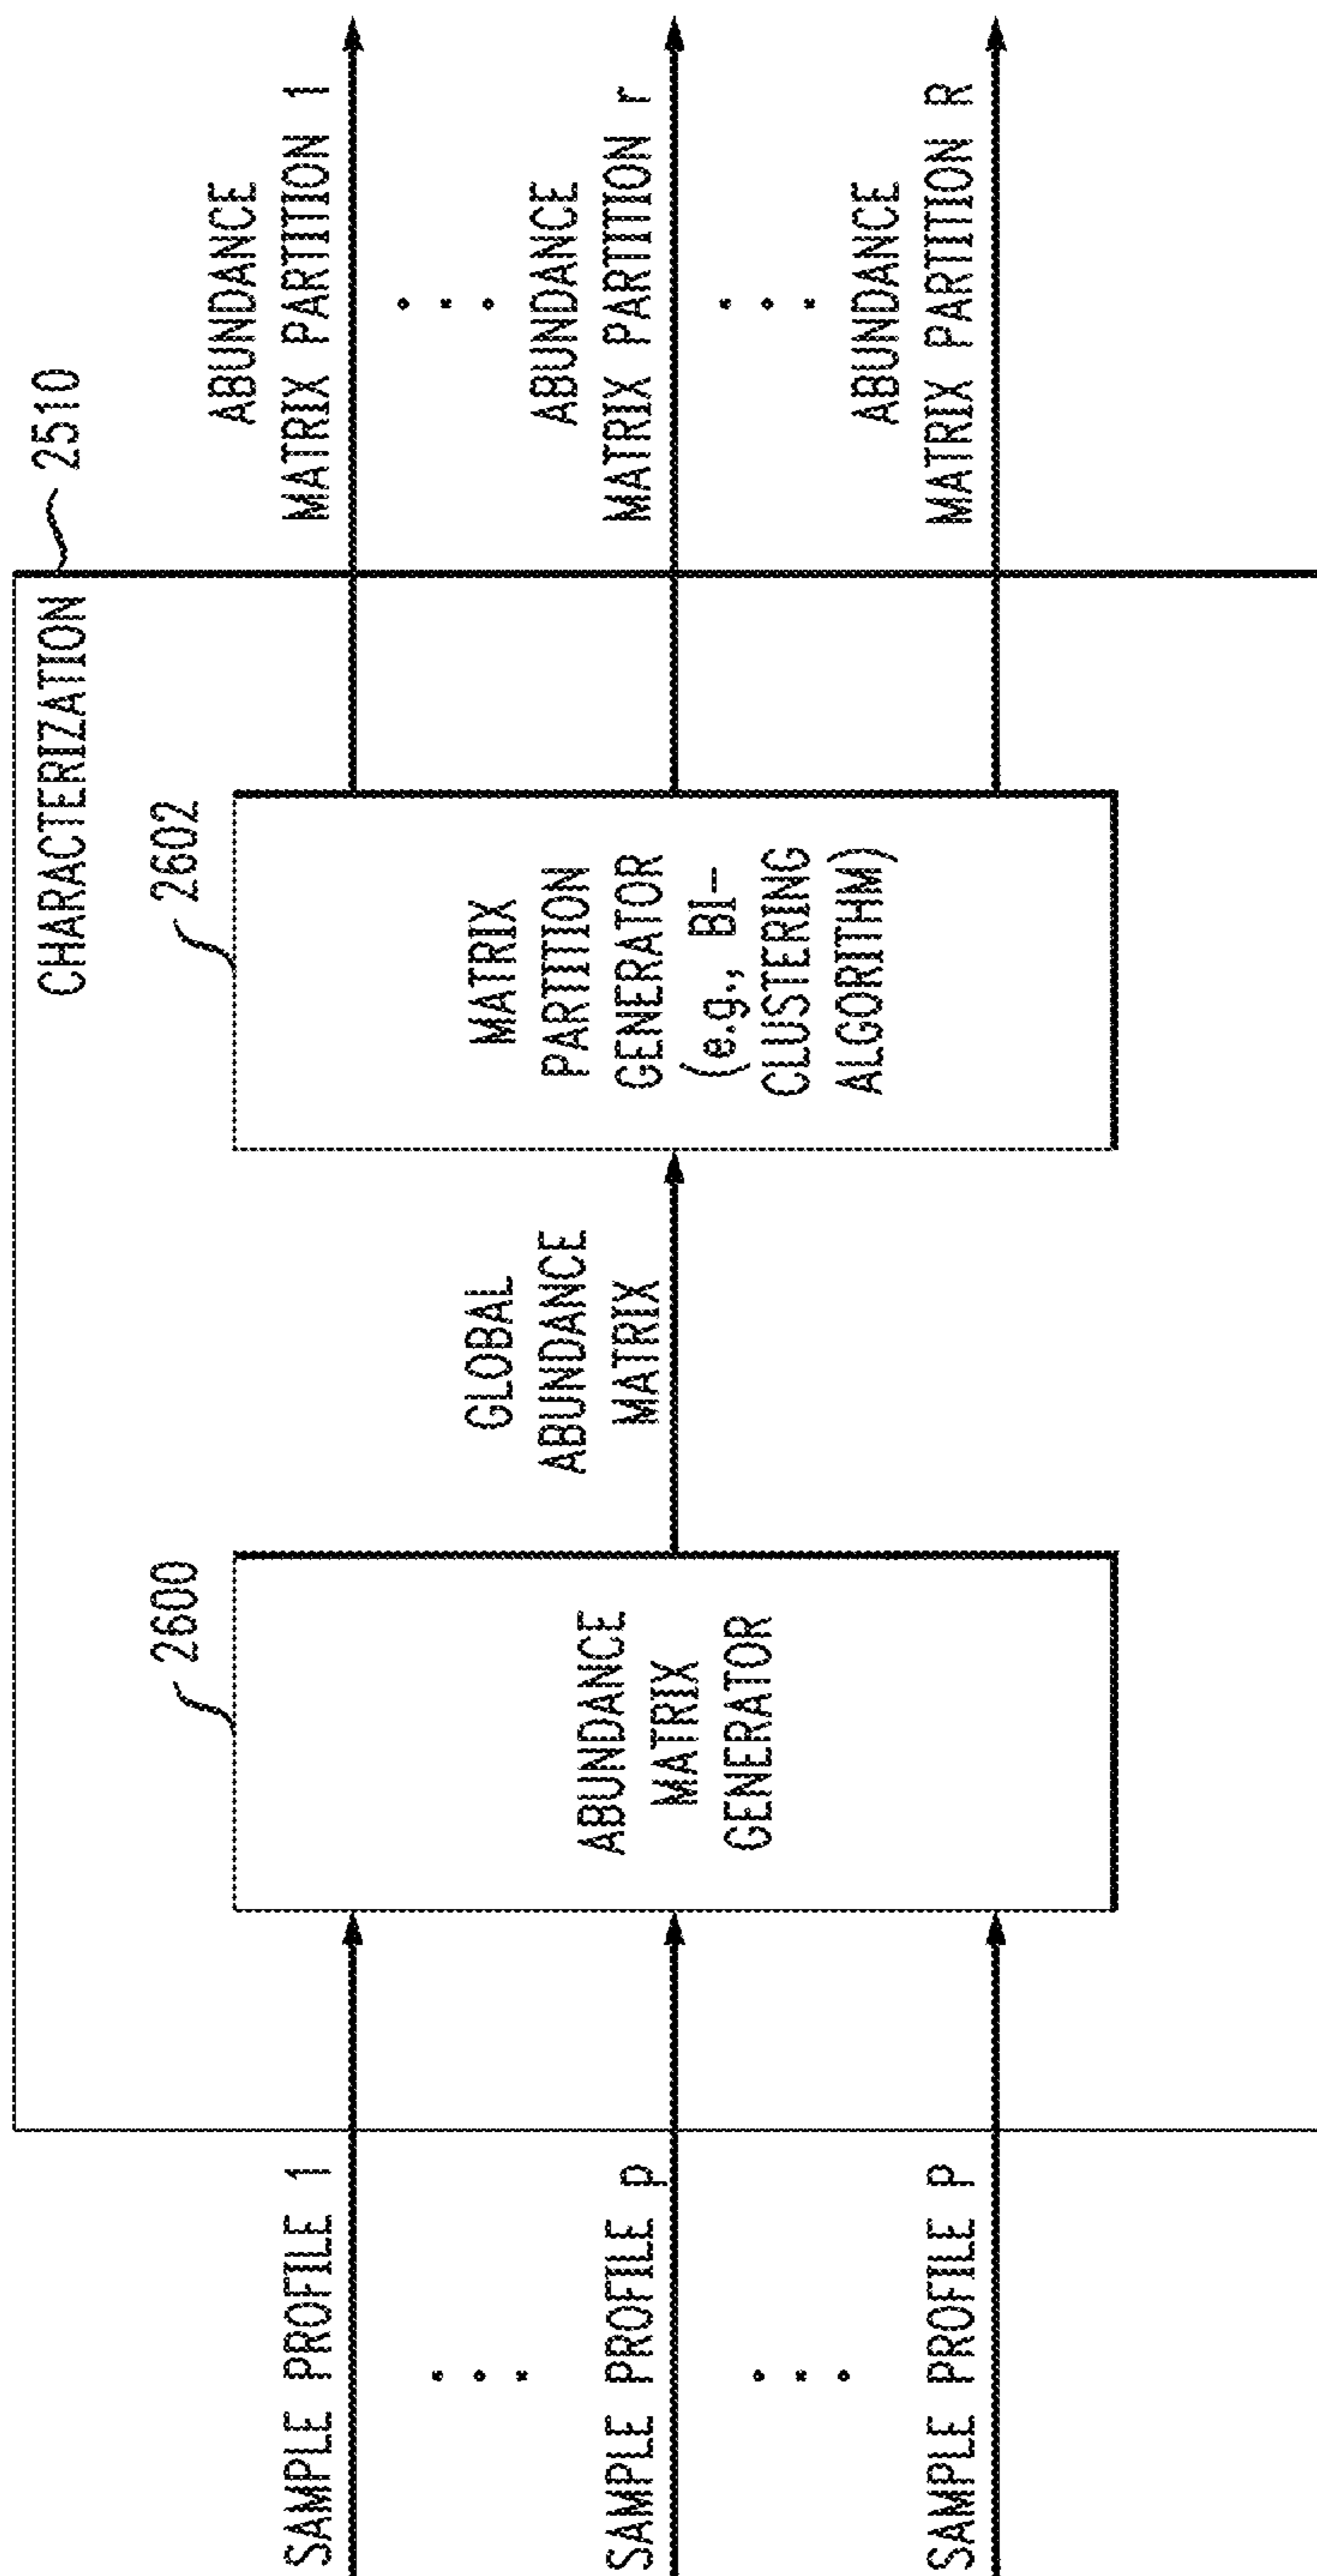 CHARACTERIZATION
2510
SAMPLE PROFILE 1
SAMPLE PROFILE p
SAMPLE PROFILE P
2600
ABUNDANCE
MATRIX
GENERATOR
GLOBAL
ABUNDANCE
MATRIX
2602
MATRIX
PARTITION
GENERATOR
(e.g., BI-
CLUSTERING
ALGORITHM)
ABUNDANCE
MATRIX PARTITION 1
ABUNDANCE
MATRIX PARTITION r
ABUNDANCE
MATRIX PARTITION R